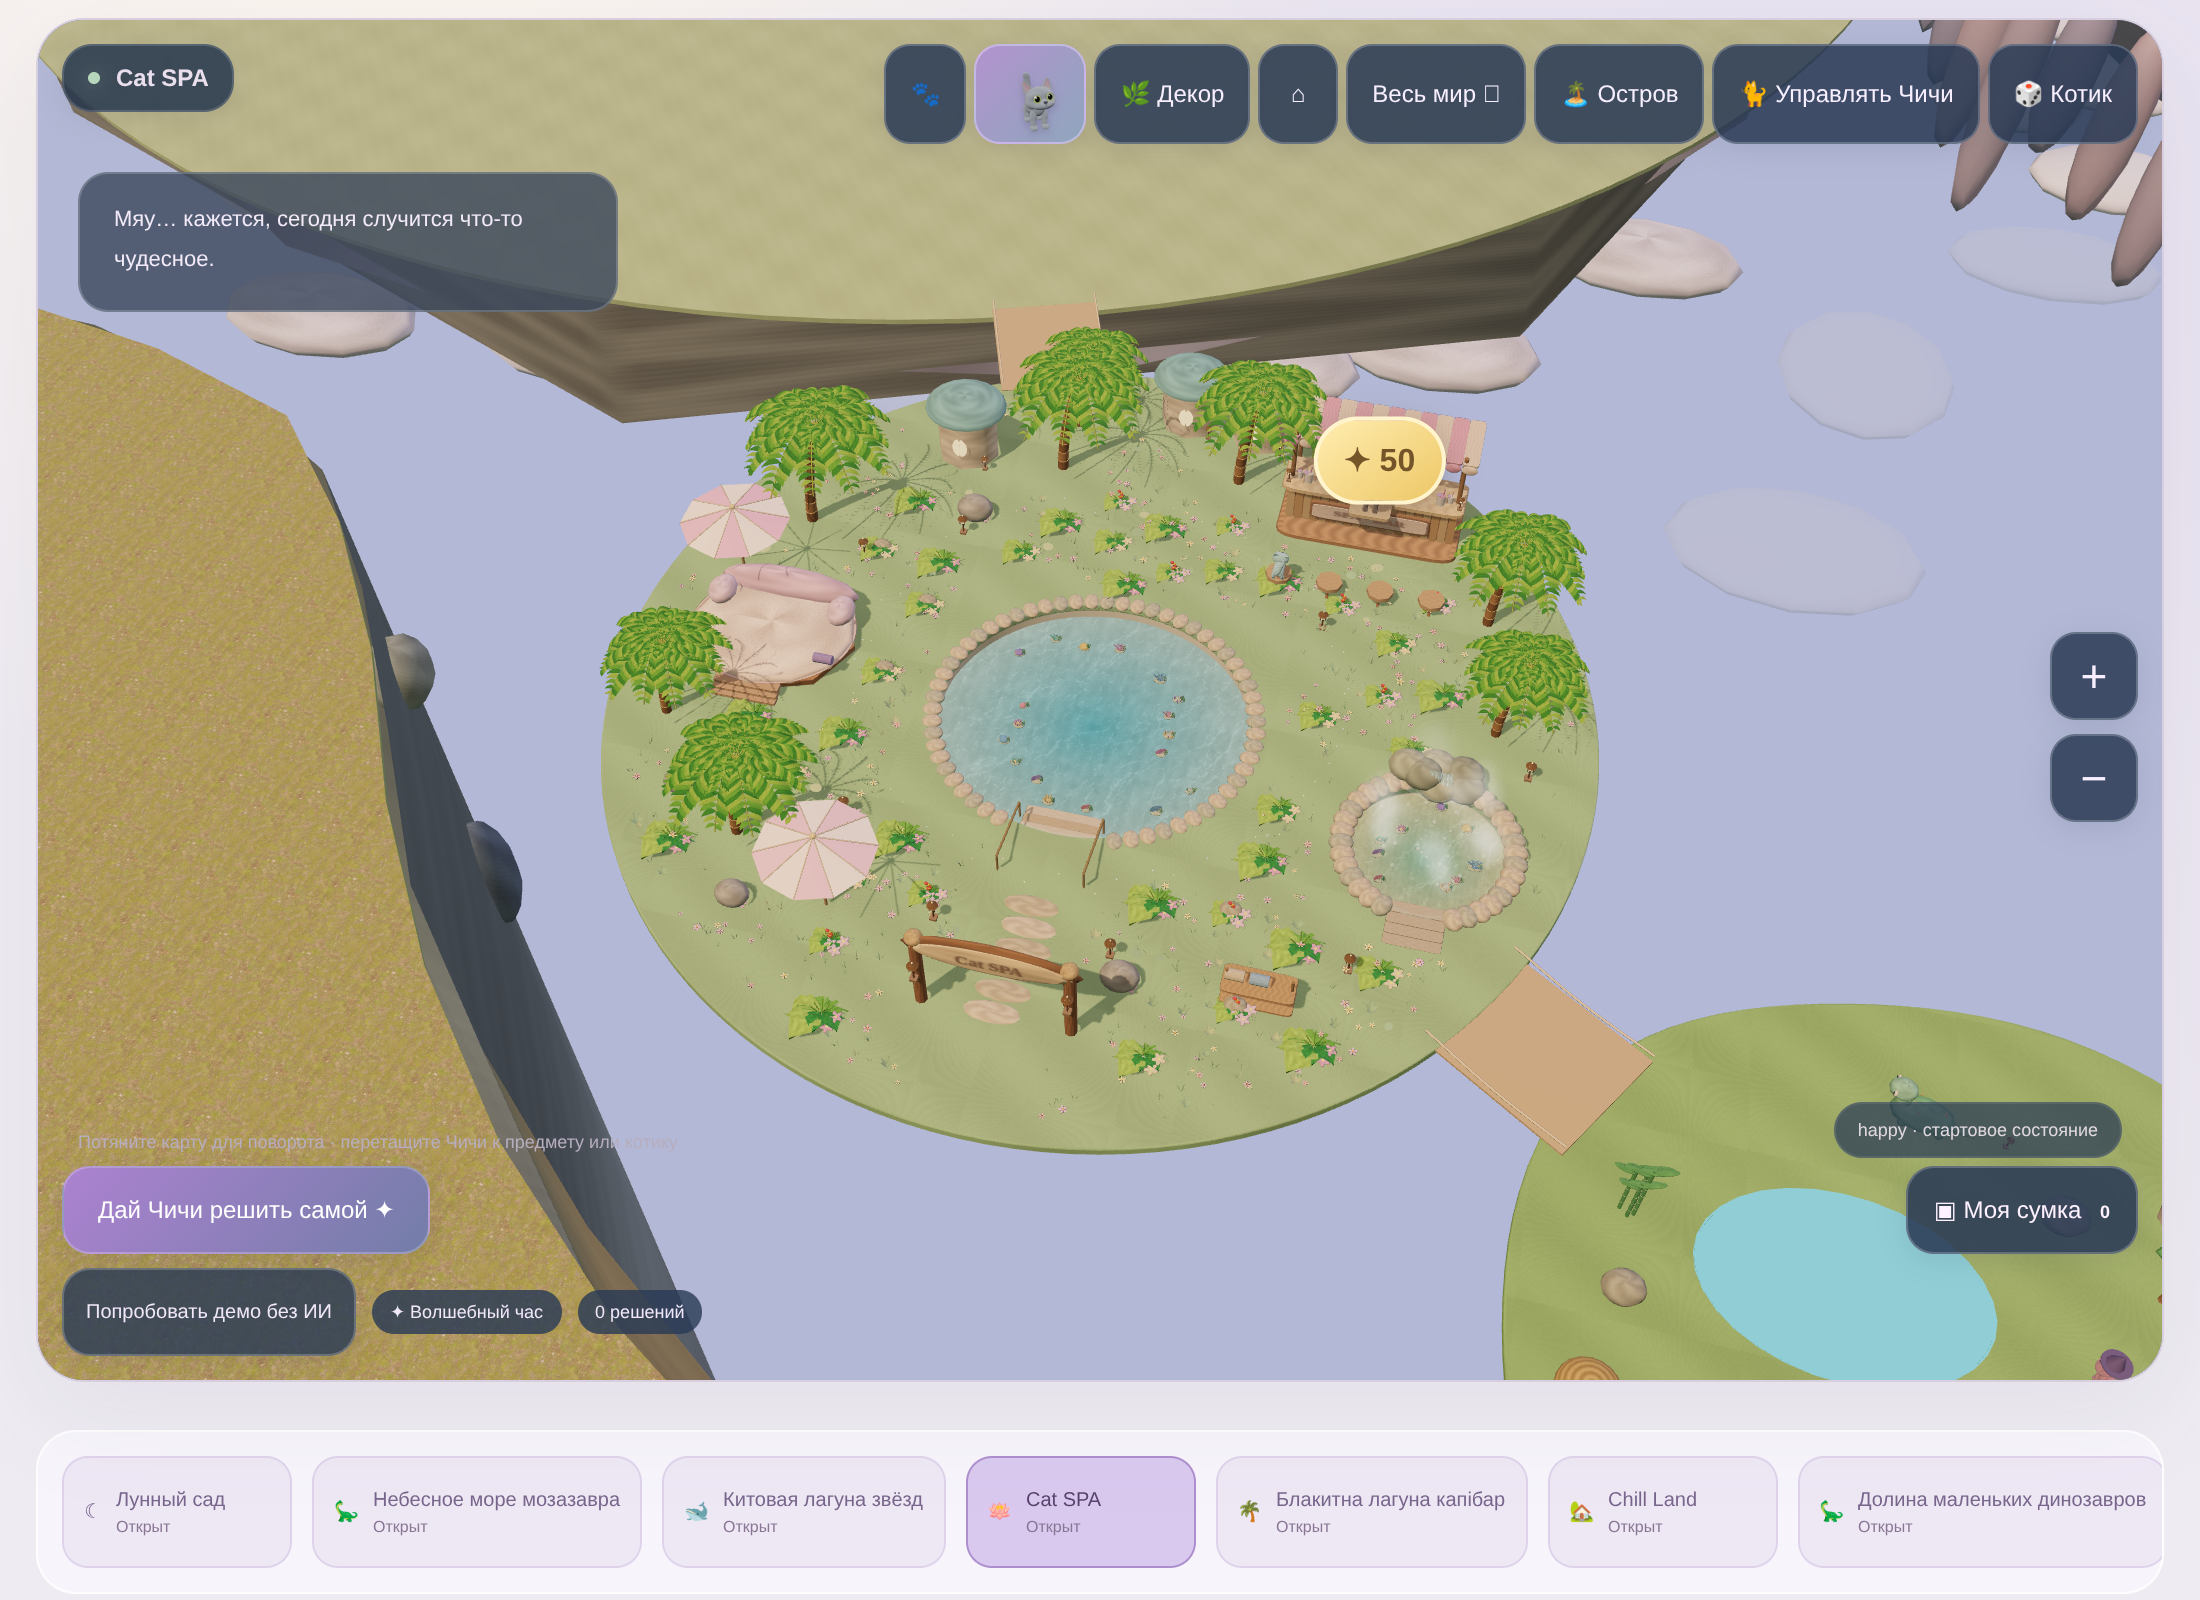 Cat SPA
Декор
Весь мир
Остров
Управлять Чичи
Котик
Мяу… кажется, сегодня случится что-то
чудесное.
✦ 50
+
−
Cat SPA
Потяните карту для поворота · перетащите Чичи к предмету или котику
happy · стартовое состояние
Дай Чичи решить самой ✦
Моя сумка 0
Попробовать демо без ИИ
✦ Волшебный час
0 решений
Лунный сад
Открыт
Небесное море мозазавра
Открыт
Китовая лагуна звёзд
Открыт
Cat SPA
Открыт
Блакитна лагуна капібар
Открыт
Chill Land
Открыт
Долина маленьких динозавров
Открыт